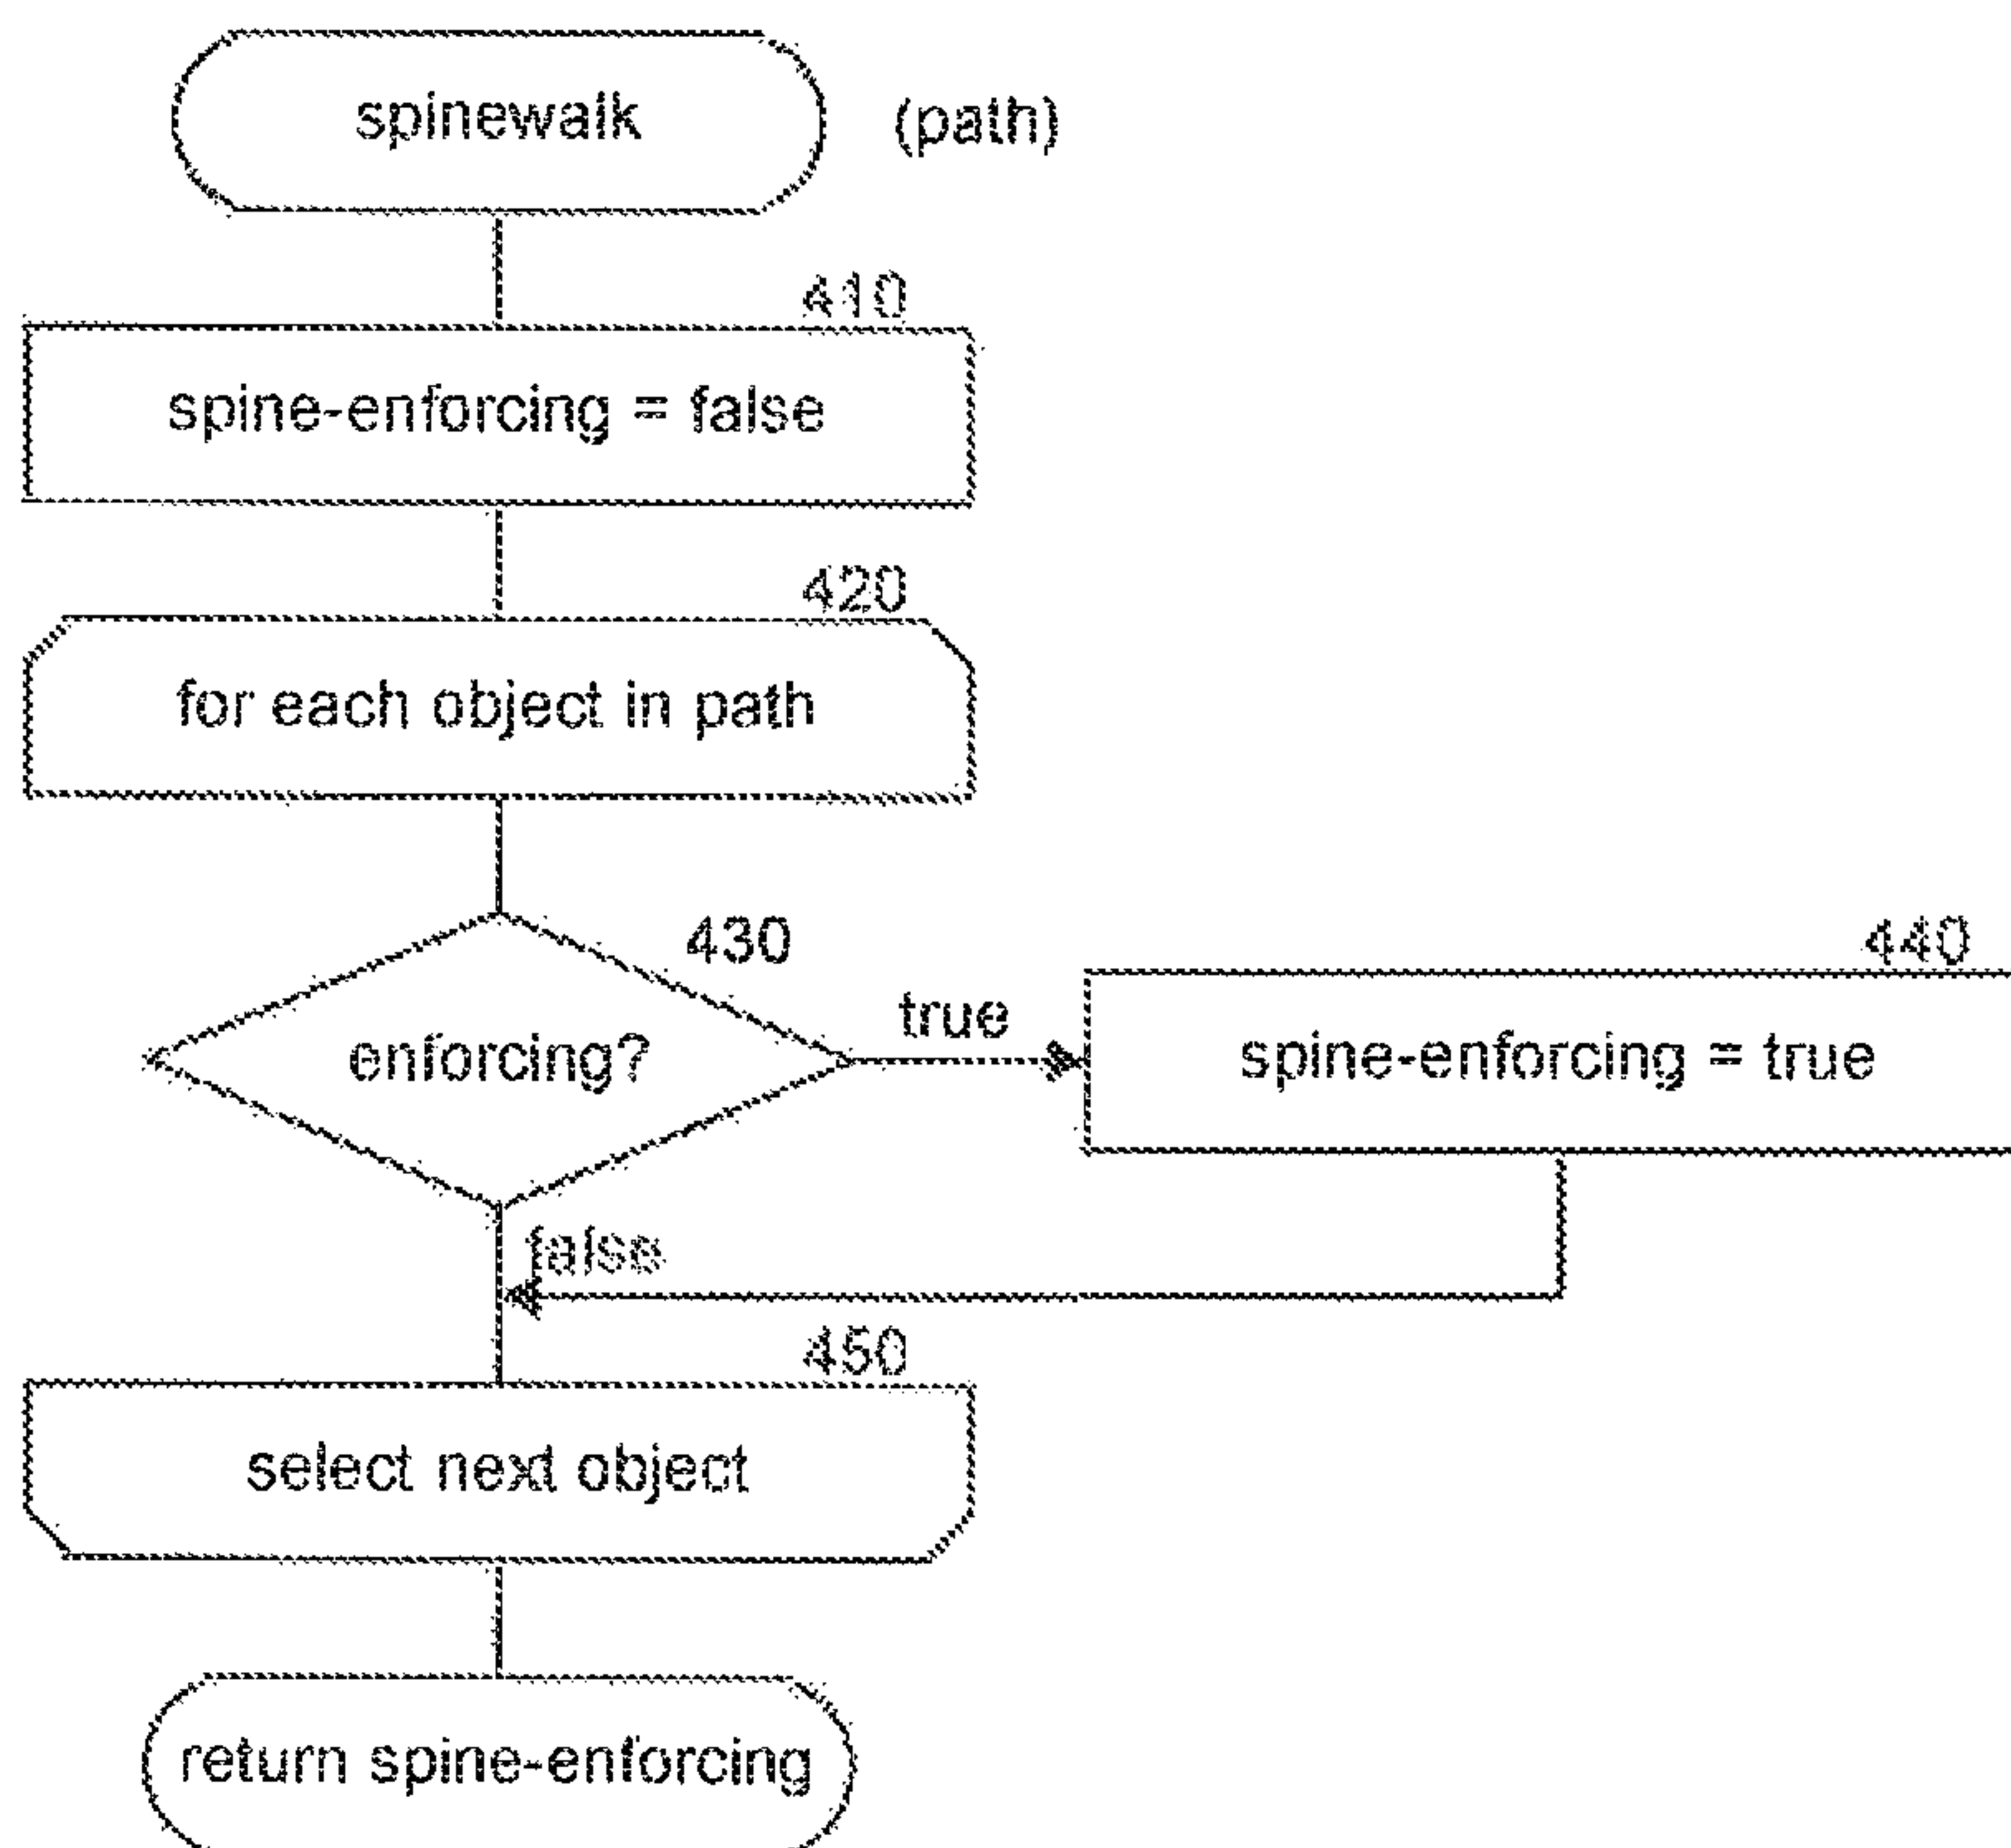 spinewalk (path)
410
spine-enforcing = false
420
for each object in path
430
enforcing?
true
440
spine-enforcing = true
false
450
select next object
return spine-enforcing